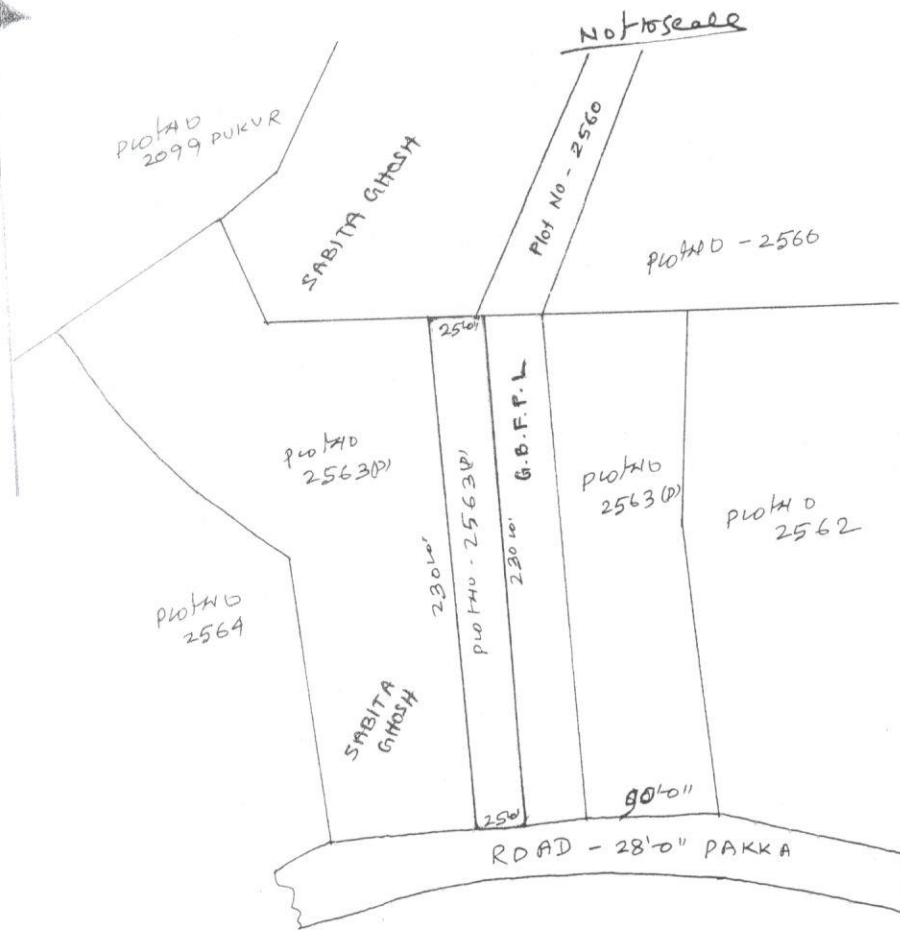 Not to scale
PLOT NO
2099 PUKUR
SABITA GHOSH
Plot No - 2560
PLOT NO - 2560
25'0"
G.B.F.P.L
PLOT NO
2563(P)
PLOT NO
2563(P)
PLOT NO - 2563(P)
230'0"
230'0"
PLOT NO
2562
PLOT NO
2564
SABITA
GHOSH
25'0"
90'-0"
ROAD - 28'-0" PAKKA